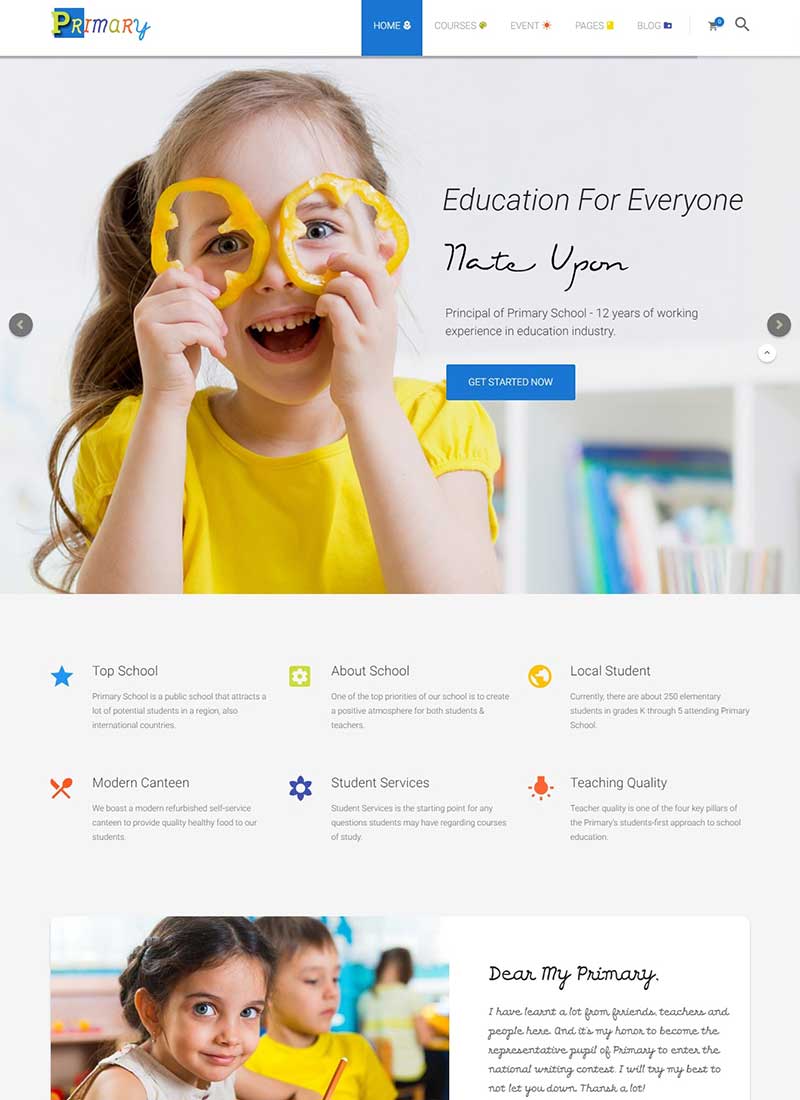 Primary
HOME COURSES EVENT PAGES BLOG 0
Education For Everyone
Nate Upon
Principal of Primary School - 12 years of working
experience in education industry.
GET STARTED NOW
Top School
Primary School is a public school that attracts a
lot of potential students in a region, also
international countries.
About School
One of the top priorities of our school is to create
a positive atmosphere for both students &
teachers.
Local Student
Currently, there are about 250 elementary
students in grades K through 5 attending Primary
School.
Modern Canteen
We boast a modern refurbished self-service
canteen to provide quality healthy food to our
students.
Student Services
Student Services is the starting point for any
questions students may have regarding courses
of study.
Teaching Quality
Teacher quality is one of the four key pillars of
the Primary's students-first approach to school
education.
Dear My Primary.
I have learnt a lot from friends, teachers and
people here. And it's my honor to become the
representative pupil of Primary to enter the
national writing contest. I will try my best to
not let you down. Thansk a lot!